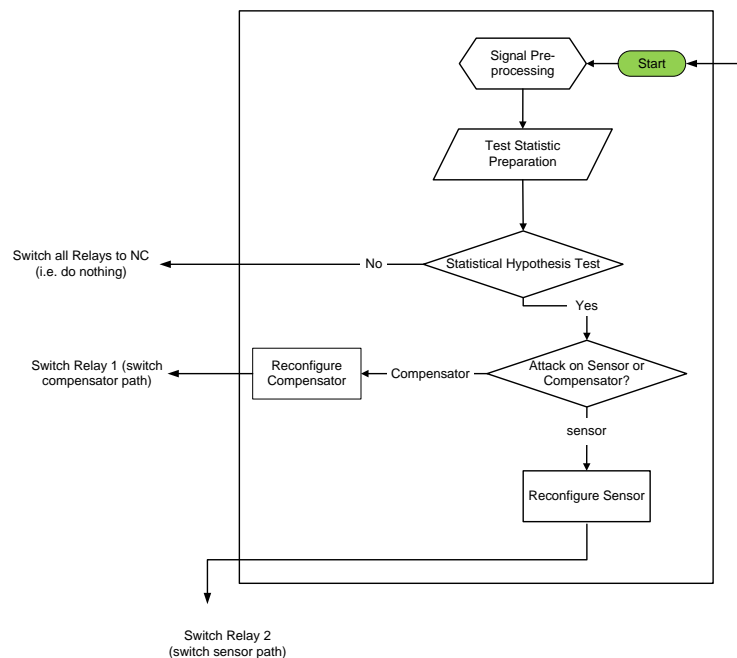 Signal Pre-
processing
Start
Test Statistic
Preparation
Switch all Relays to NC
(i.e. do nothing)
No
Statistical Hypothesis Test
Yes
Switch Relay 1 (switch
compensator path)
Reconfigure
Compensator
Compensator
Attack on Sensor or
Compensator?
sensor
Reconfigure Sensor
Switch Relay 2
(switch sensor path)